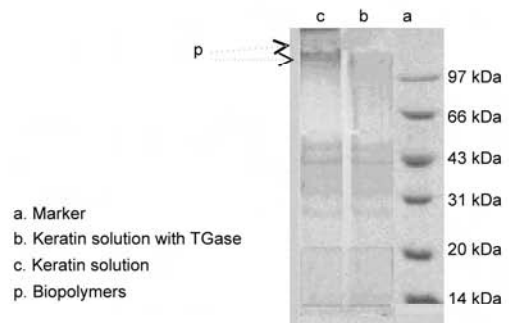 c b a
p
97 kDa
66 kDa
43 kDa
31 kDa
20 kDa
14 kDa
a. Marker
b. Keratin solution with TGase
c. Keratin solution
p. Biopolymers